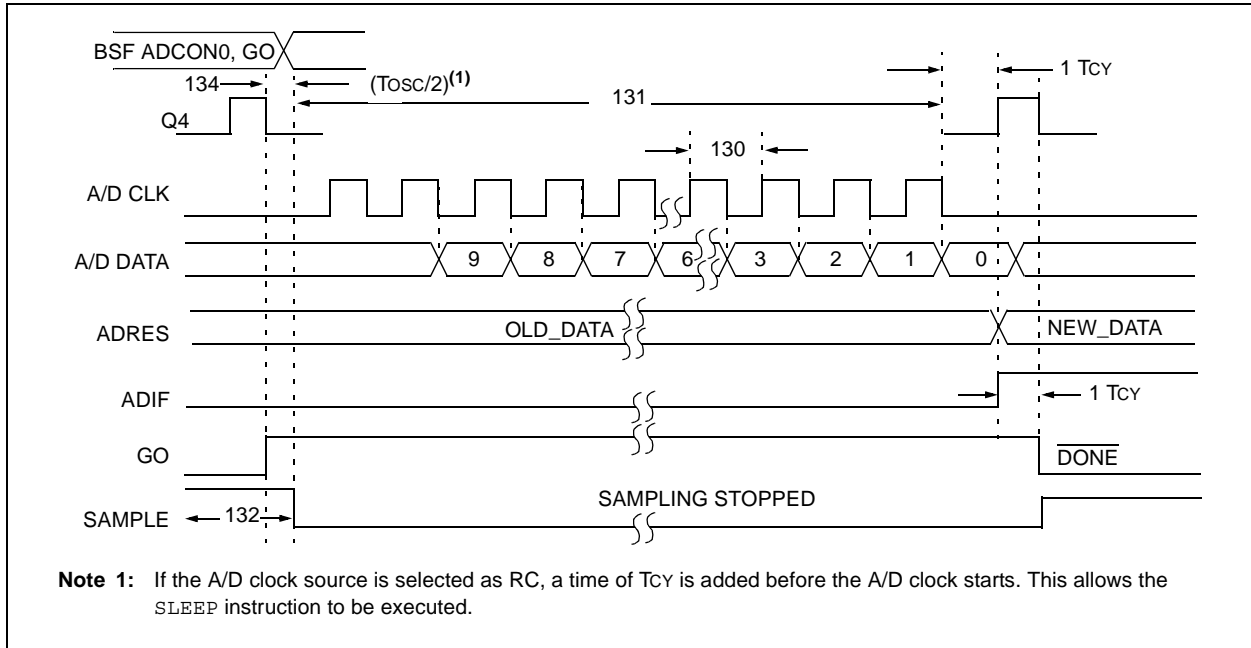 BSF ADCON0, GO
134
(TOSC/2)(1)
131
1 TCY
Q4
130
A/D CLK
A/D DATA
9 8 7 6 3 2 1 0
ADRES
OLD_DATA
NEW_DATA
ADIF
1 TCY
GO
DONE
SAMPLING STOPPED
SAMPLE
132
Note 1: If the A/D clock source is selected as RC, a time of TCY is added before the A/D clock starts. This allows the
SLEEP instruction to be executed.